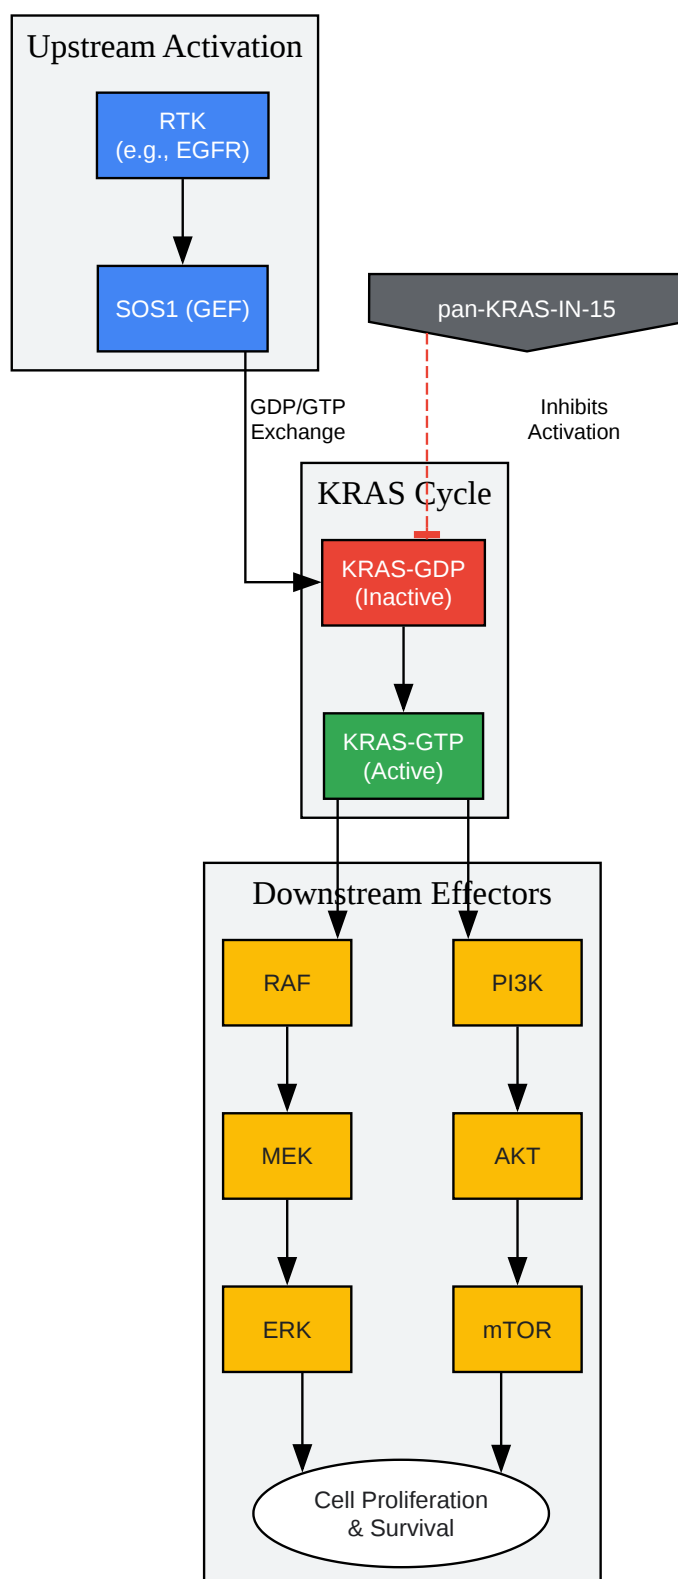 Upstream Activation
RTK
(e.g., EGFR)
SOS1 (GEF)
pan-KRAS-IN-15
GDP/GTP
Exchange
Inhibits
Activation
KRAS Cycle
KRAS-GDP
(Inactive)
KRAS-GTP
(Active)
Downstream Effectors
RAF
PI3K
MEK
AKT
ERK
mTOR
Cell Proliferation
& Survival